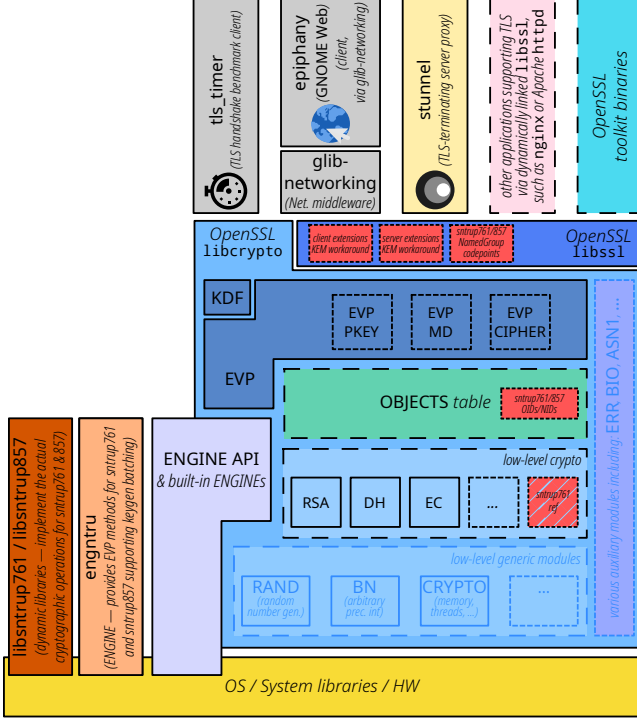 tls_timer
(TLS handshake benchmark client)
epiphany
(GNOME Web)
(client,
via glib-networking)
glib-
networking
(Net. middleware)
stunnel
(TLS-terminating server proxy)
other applications supporting TLS
via dynamically linked libssl,
such as nginx or Apache httpd
OpenSSL
toolkit binaries
OpenSSL
libcrypto
client extensions
KEM workaround
server extensions
KEM workaround
sntrup761/857
NamedGroup
codepoints
OpenSSL
libssl
KDF
EVP
EVP
PKEY
EVP
MD
EVP
CIPHER
OBJECTS table
sntrup761/857
OIDs/NIDs
low-level crypto
RSA
DH
EC
...
sntrup761
ref
low-level generic modules
RAND
(random
number gen.)
BN
(arbitrary
prec. int)
CRYPTO
(memory,
threads, ...)
...
various auxiliary modules including: ERR BIO, ASN1, ...
libsntrup761 / libsntrup857
(dynamic libraries — implement the actual
cryptographic operations for sntrup761 & 857)
engntru
(ENGINE — provides EVP methods for sntrup761
and sntrup857 supporting keygen batching)
ENGINE API
& built-in ENGINEs
OS / System libraries / HW